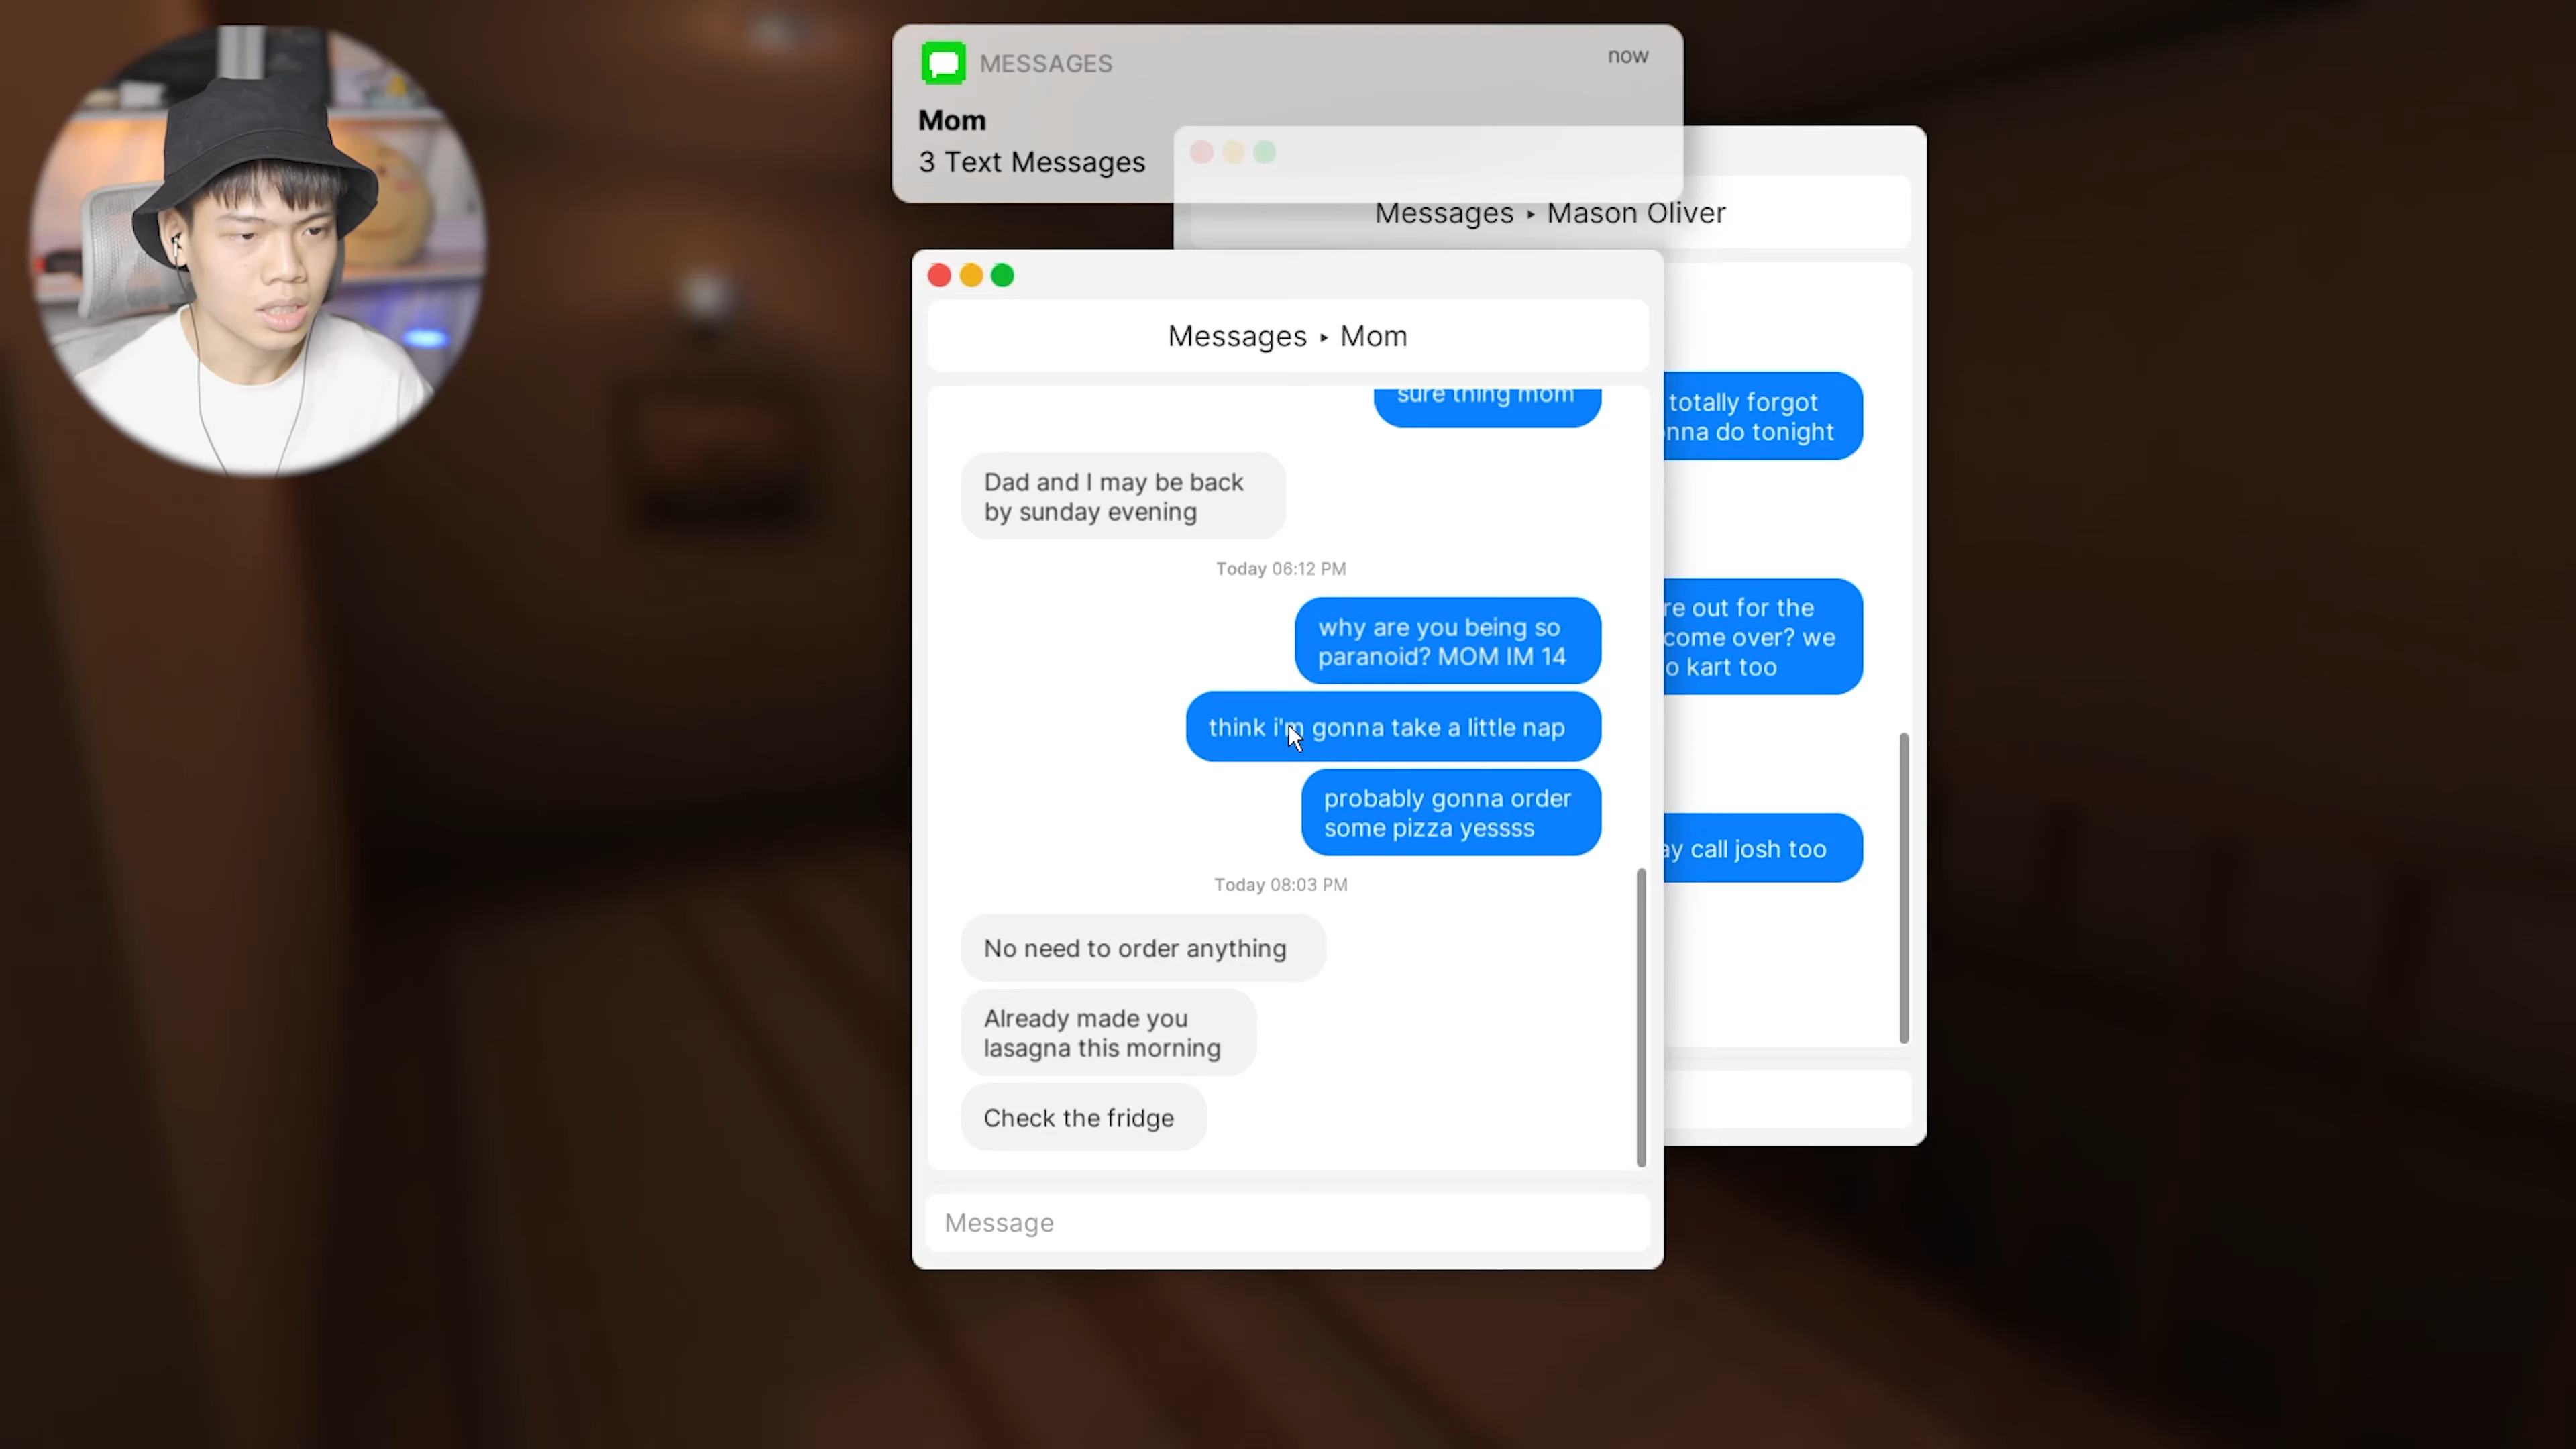 MESSAGES
now
Mom
3 Text Messages
Messages ‣ Mason Oliver
totally forgot
nna do tonight
re out for the
come over? we
o kart too
ay call josh too
Messages ‣ Mom
sure thing mom
Dad and I may be back
by sunday evening
Today 06:12 PM
why are you being so
paranoid? MOM IM 14
think i'm gonna take a little nap
probably gonna order
some pizza yessss
Today 08:03 PM
No need to order anything
Already made you
lasagna this morning
Check the fridge
Message